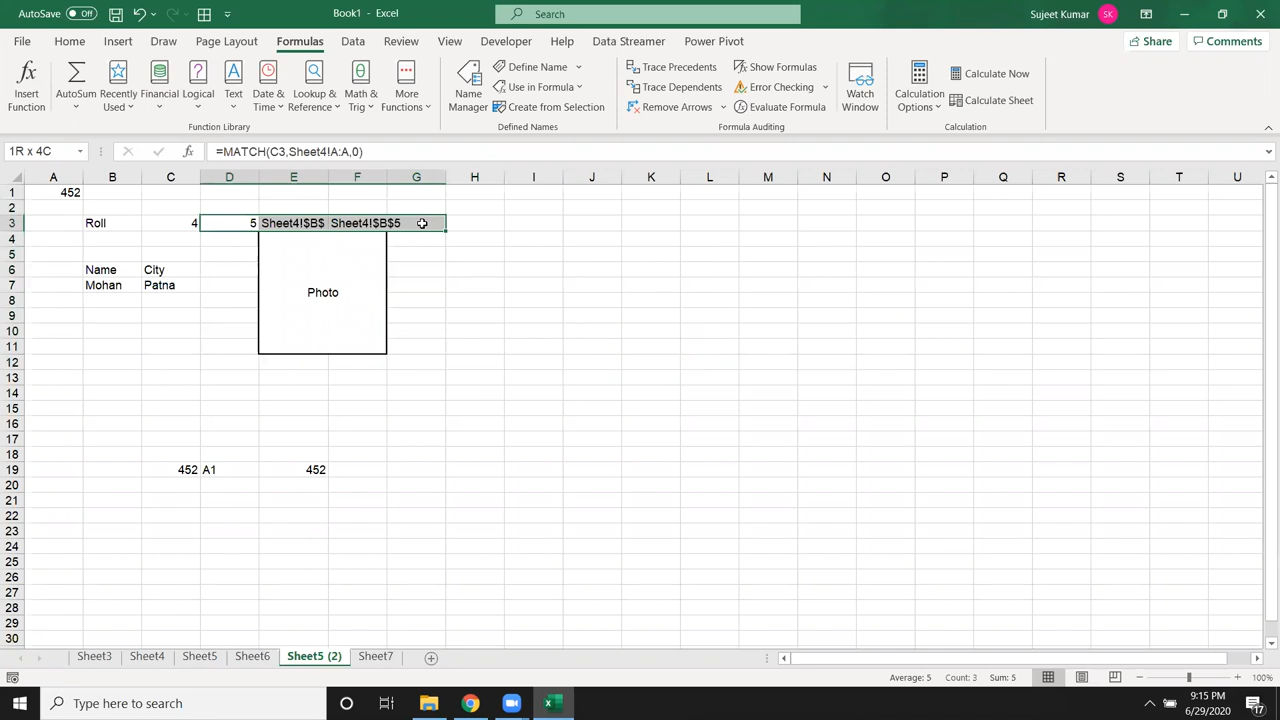 AutoSave Off Book1 - Excel Search Sujeet Kumar SK
File Home Insert Draw Page Layout Formulas Data Review View Developer Help Data Streamer Power Pivot Share Comments
fx Insert Function
Σ AutoSum
Recently Used
Financial
Logical
Text
Date & Time
Lookup & Reference
Math & Trig
More Functions
Function Library
Name Manager
Define Name
Use in Formula
Create from Selection
Defined Names
Trace Precedents
Trace Dependents
Remove Arrows
Show Formulas
Error Checking
Evaluate Formula
Watch Window
Formula Auditing
Calculation Options
Calculate Now
Calculate Sheet
Calculation
1R x 4C fx =MATCH(C3,Sheet4!A:A,0)
A B C D E F G H I J K L M N O P Q R S T U
1 452
2
3 Roll 4 5 Sheet4!$B$ Sheet4!$B$5
4
5
6 Name City
7 Mohan Patna Photo
8
9
10
11
12
13
14
15
16
17
18
19 452 A1 452
20
21
22
23
24
25
26
27
28
29
30
Sheet3 Sheet4 Sheet5 Sheet6 Sheet5 (2) Sheet7
Average: 5 Count: 3 Sum: 5 100%
Type here to search
9:15 PM
6/29/2020
17